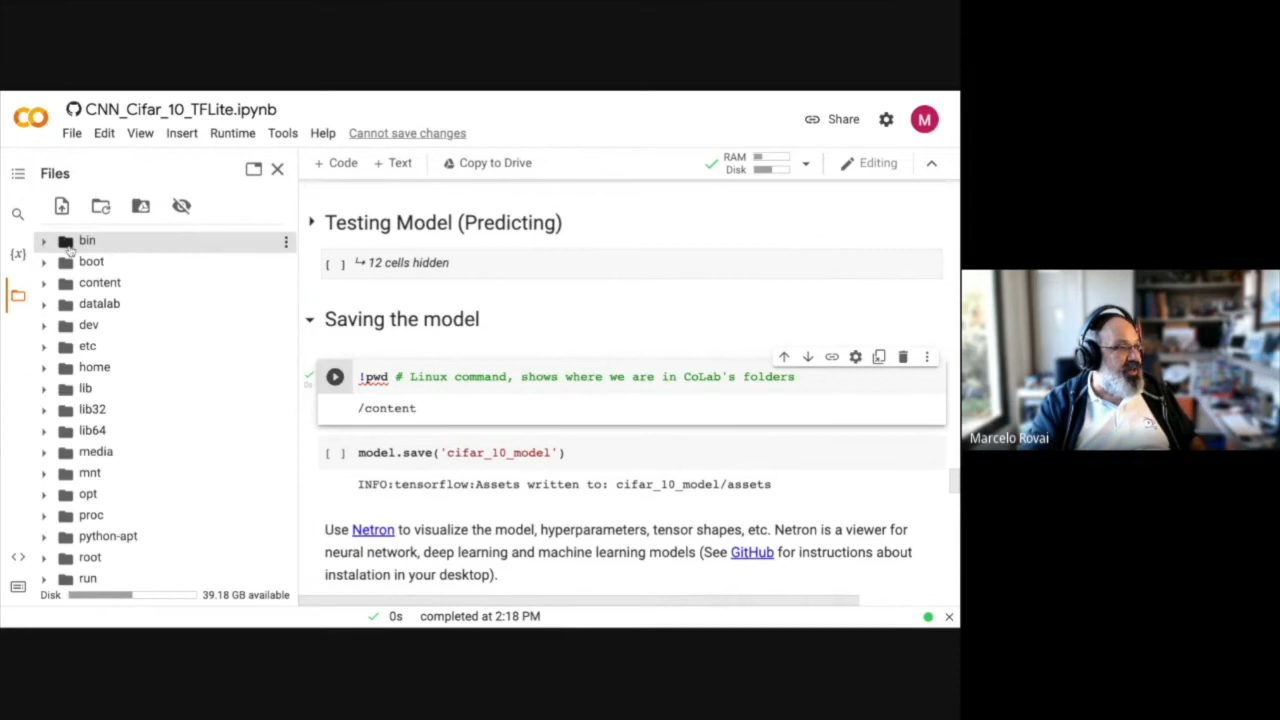 CNN_Cifar_10_TFLite.ipynb
File Edit View Insert Runtime Tools Help Cannot save changes
Share
M
Files
+ Code + Text Copy to Drive
RAM
Disk
Editing
{x}
bin
boot
content
datalab
dev
etc
home
lib
lib32
lib64
media
mnt
opt
proc
python-apt
root
run
Disk 39.18 GB available
Testing Model (Predicting)
[ ] ↳ 12 cells hidden
Saving the model
0s
!pwd # Linux command, shows where we are in CoLab's folders
/content
[ ] model.save('cifar_10_model')
INFO:tensorflow:Assets written to: cifar_10_model/assets
Use Netron to visualize the model, hyperparameters, tensor shapes, etc. Netron is a viewer for
neural network, deep learning and machine learning models (See GitHub for instructions about
instalation in your desktop).
0s completed at 2:18 PM
Marcelo Rovai